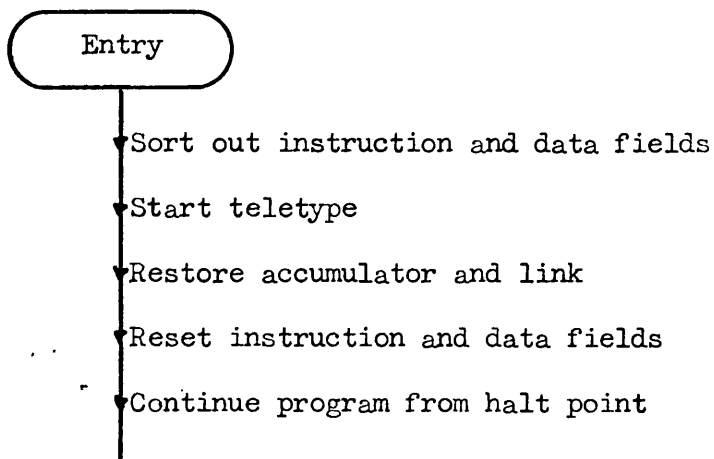 Entry
Sort out instruction and data fields
Start teletype
Restore accumulator and link
Reset instruction and data fields
Continue program from halt point